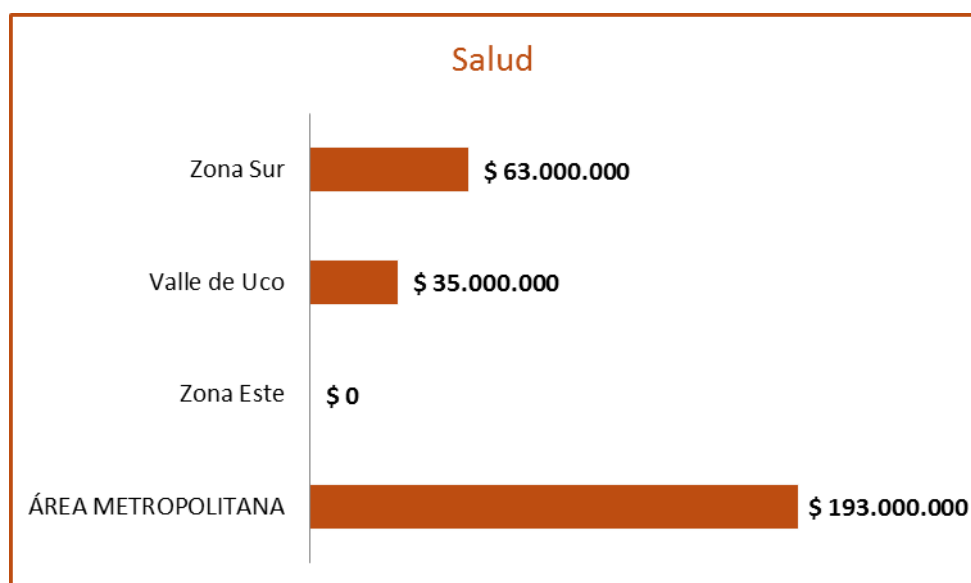 Salud
Zona Sur $ 63.000.000
Valle de Uco $ 35.000.000
Zona Este $ 0
ÁREA METROPOLITANA $ 193.000.000